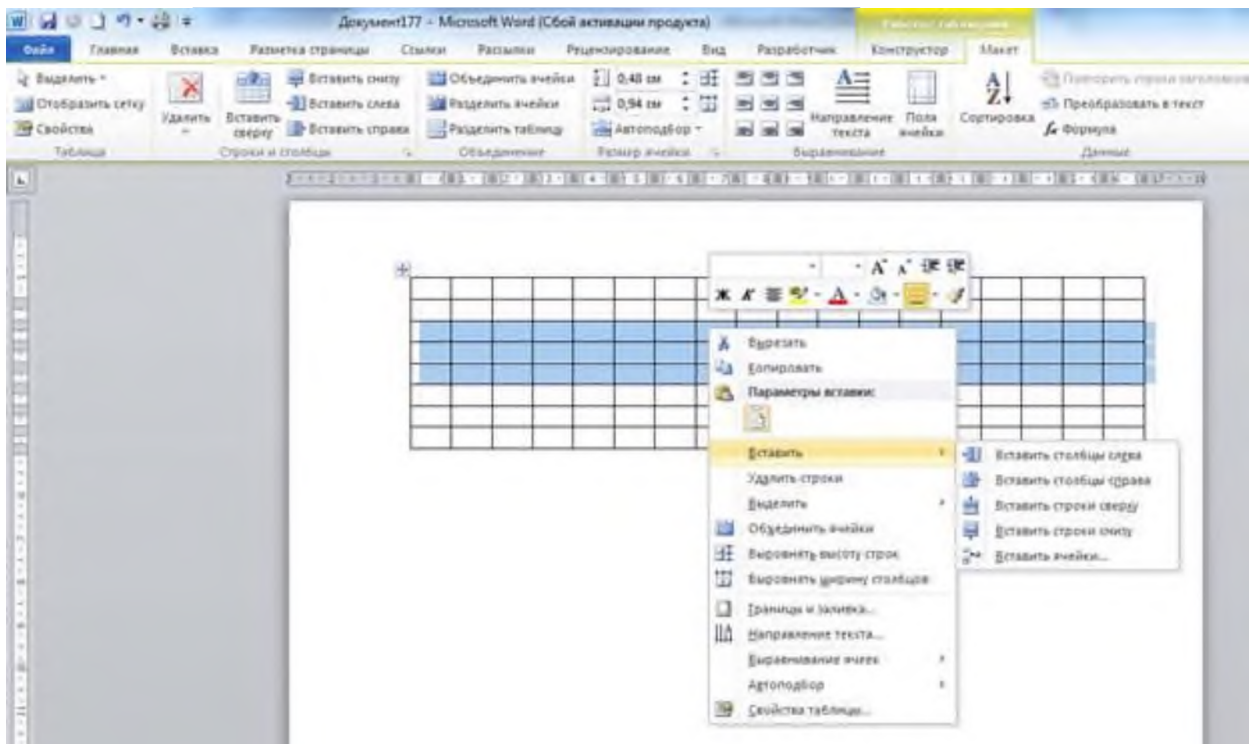 Документ177 - Microsoft Word (Сбой активации продукта)
Файл Главная Вставка Разметка страницы Ссылки Рассылки Рецензирование Вид Разработчик Конструктор Макет
Выделить
Отобразить сетку
Свойства
Таблица
Удалить
Вставить сверху
Вставить снизу
Вставить слева
Вставить справа
Строки и столбцы
Объединить ячейки
Разделить ячейки
Разделить таблицу
Объединение
0,48 см
0,94 см
Автоподбор
Размер ячейки
Направление текста
Поля ячейки
Выравнивание
Сортировка
Повторить строки заголовков
Преобразовать в текст
Формула
Данные
Ж К А
Вырезать
Копировать
Параметры вставки:
Вставить
Удалить строки
Выделить
Объединить ячейки
Выровнять высоту строк
Выровнять ширину столбцов
Границы и заливка...
Направление текста...
Выравнивание ячеек
Автоподбор
Свойства таблицы...
Вставить столбцы слева
Вставить столбцы справа
Вставить строки сверху
Вставить строки снизу
Вставить ячейки...